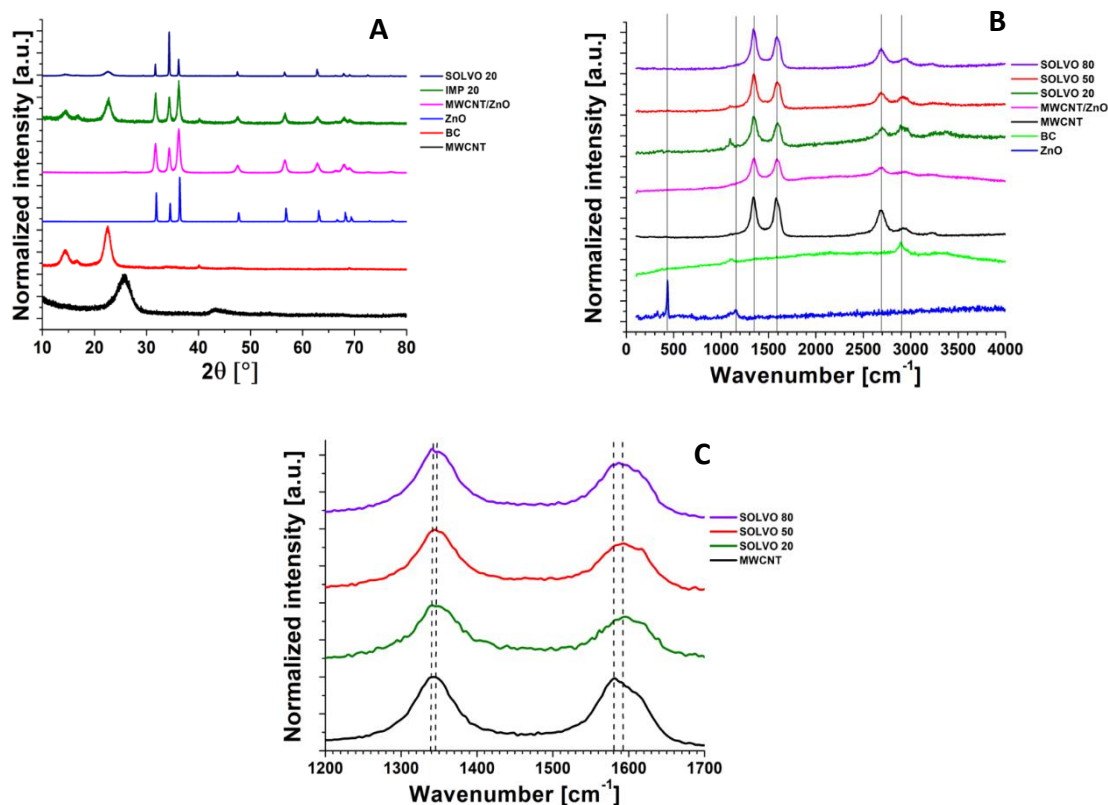 A
Normalized intensity [a.u.]
SOLVO 20
IMP 20
MWCNT/ZnO
ZnO
BC
MWCNT
10 20 30 40 50 60 70 80
2θ [°]
B
Normalized intensity [a.u.]
SOLVO 80
SOLVO 50
SOLVO 20
MWCNT/ZnO
MWCNT
BC
ZnO
0 500 1000 1500 2000 2500 3000 3500 4000
Wavenumber [cm⁻¹]
C
Normalized intensity [a.u.]
SOLVO 80
SOLVO 50
SOLVO 20
MWCNT
1200 1300 1400 1500 1600 1700
Wavenumber [cm⁻¹]